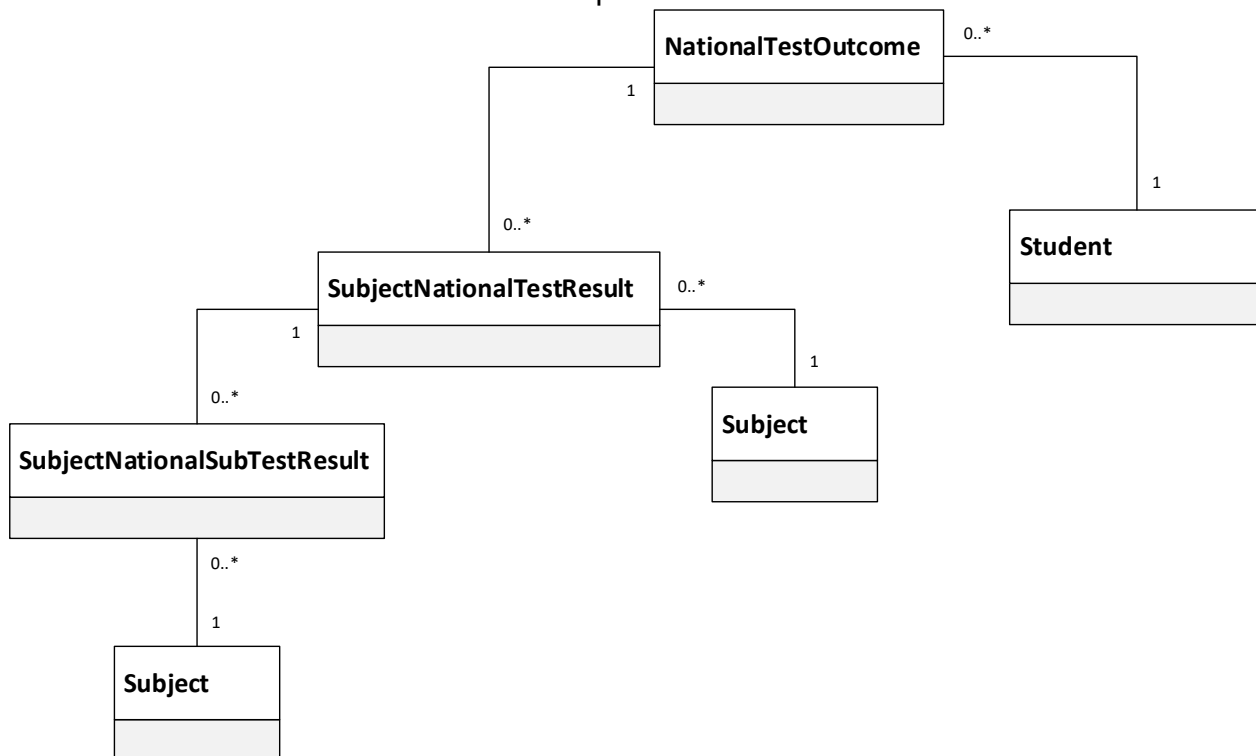 NationalTestOutcome
0..*
1
1
Student
0..*
SubjectNationalTestResult
0..*
1
1
0..*
Subject
SubjectNationalSubTestResult
0..*
1
Subject